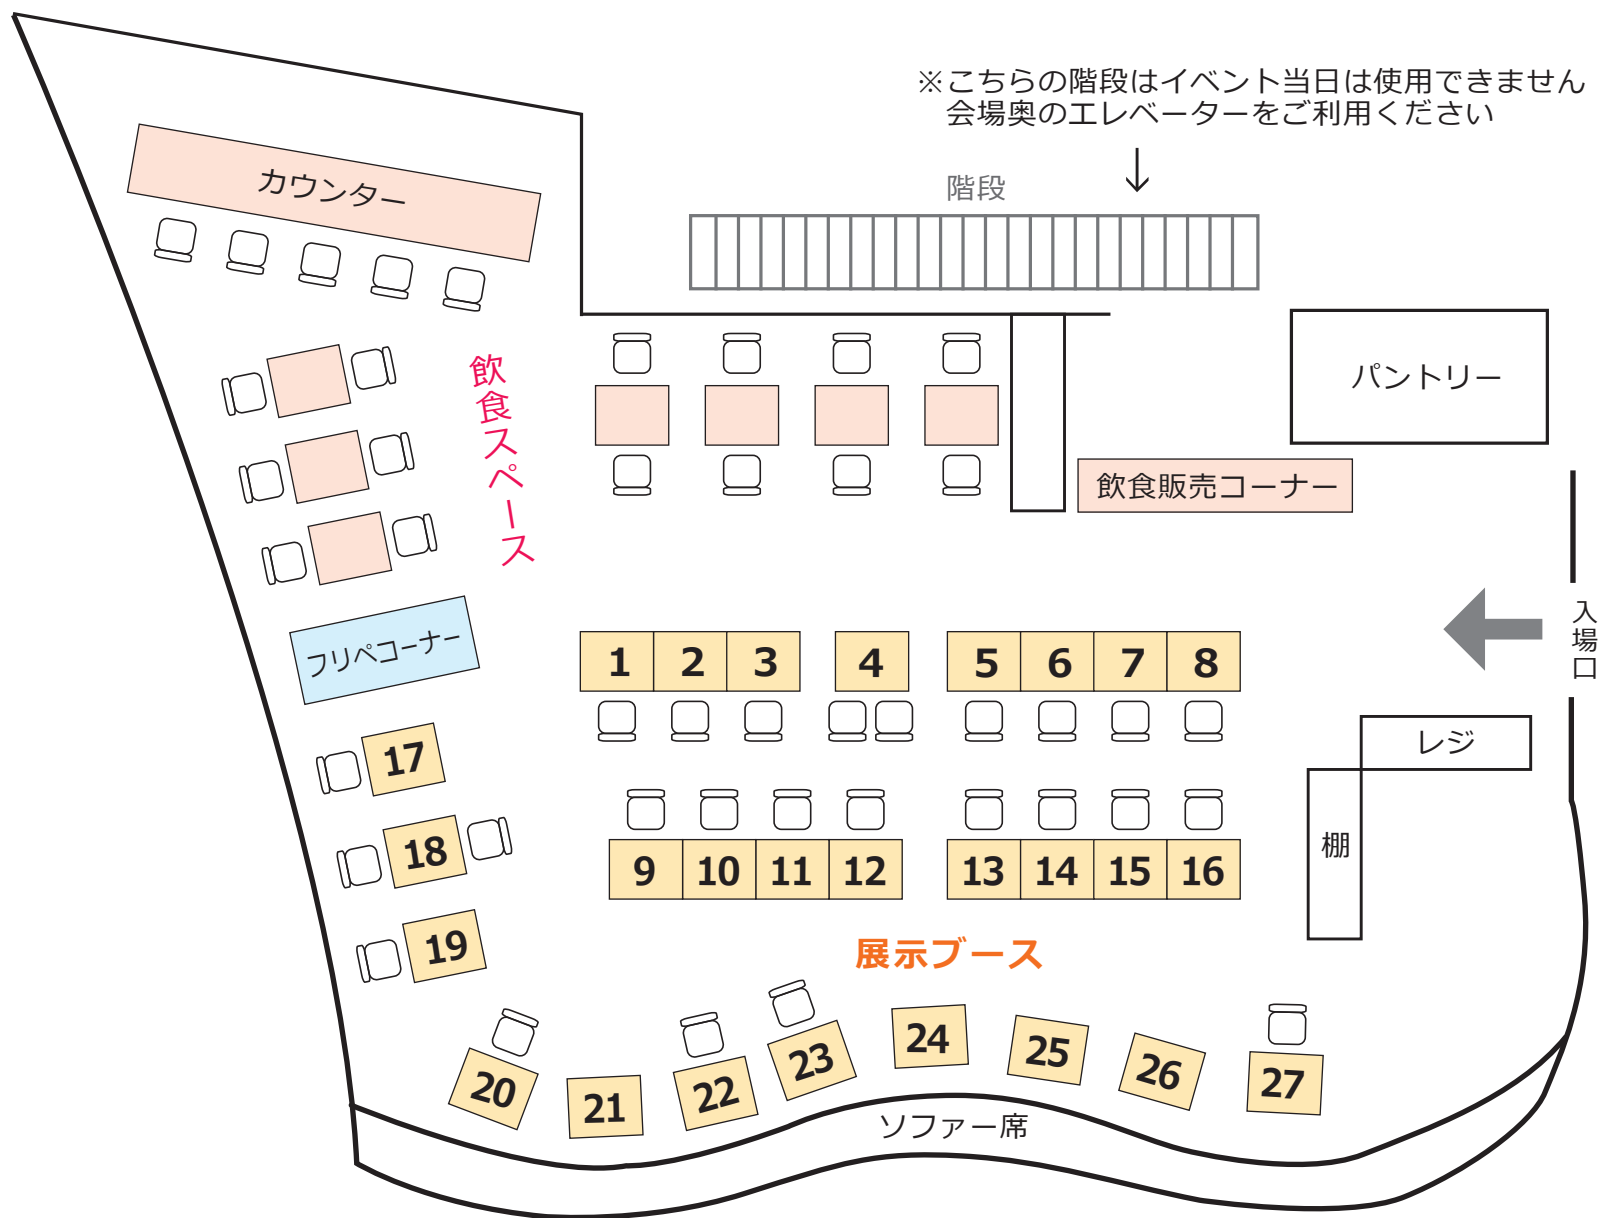 ※こちらの階段はイベント当日は使用できません
会場奥のエレベーターをご利用ください
階段
カウンター
飲食スペース
パントリー
飲食販売コーナー
入場口
フリペコーナー
1 2 3 4 5 6 7 8
レジ
棚
9 10 11 12 13 14 15 16
17
18
19
展示ブース
20 21 22 23 24 25 26 27
ソファー席